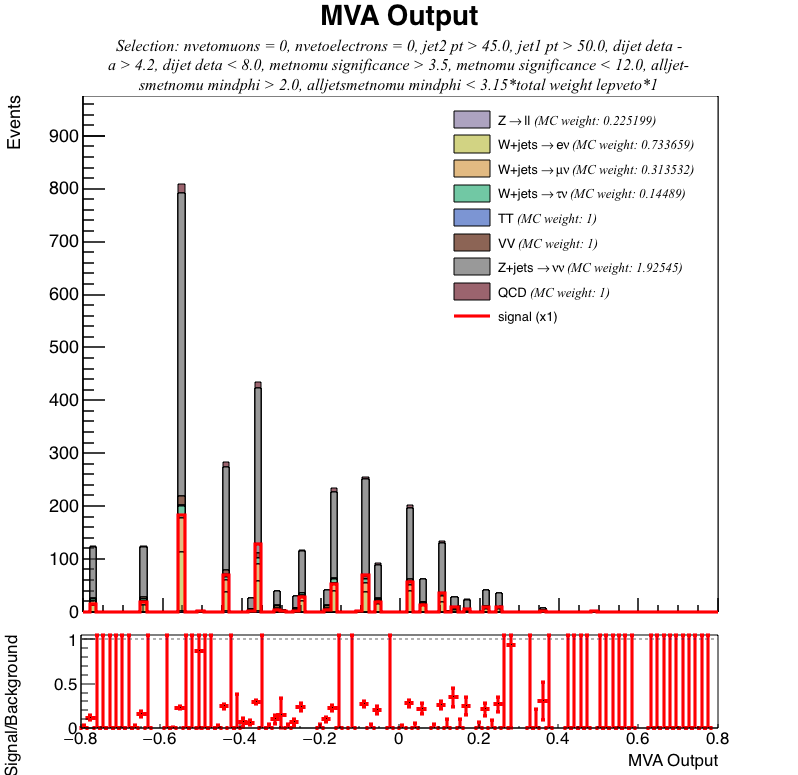 MVA Output
Selection: nvetomuons = 0, nvetoelectrons = 0, jet2 pt > 45.0, jet1 pt > 50.0, dijet deta -
a > 4.2, dijet deta < 8.0, metnomu significance > 3.5, metnomu significance < 12.0, alljet-
smetnomu mindphi > 2.0, alljetsmetnomu mindphi < 3.15*total weight lepveto*1
Events
900
800
700
600
500
400
300
200
100
0
Z→ll (MC weight: 0.225199)
W+jets→eν (MC weight: 0.733659)
W+jets→μν (MC weight: 0.313532)
W+jets→τν (MC weight: 0.14489)
TT (MC weight: 1)
VV (MC weight: 1)
Z+jets→νν (MC weight: 1.92545)
QCD (MC weight: 1)
signal (x1)
Signal/Background
1
0.5
0
−0.8 −0.6 −0.4 −0.2 0 0.2 0.4 0.6 0.8
MVA Output